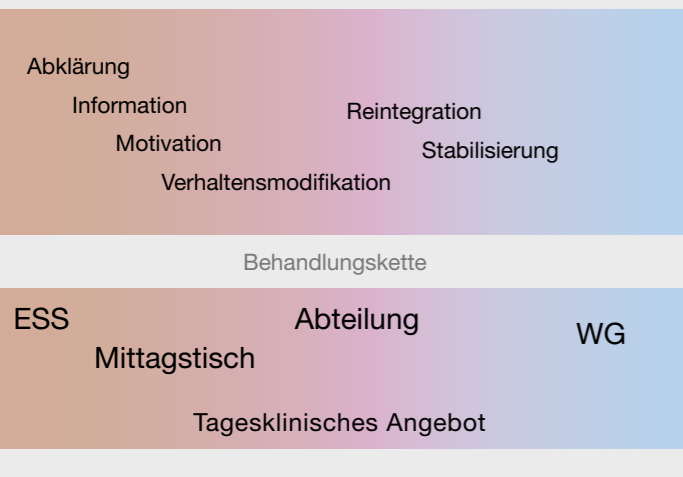 Abklärung
Information
Reintegration
Motivation
Stabilisierung
Verhaltensmodifikation
Behandlungskette
ESS
Abteilung
WG
Mittagstisch
Tagesklinisches Angebot